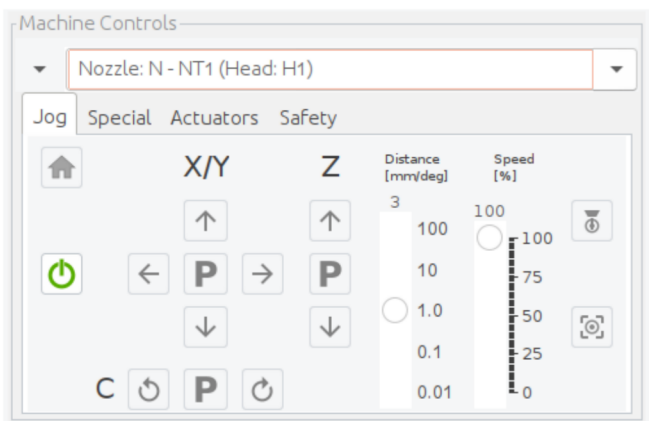 Machine Controls
Nozzle: N - NT1 (Head: H1)
Jog Special Actuators Safety
X/Y Z Distance [mm/deg] Speed [%]
3
100
100
100
P P 10 75
1.0 50
0.1 25
C P 0.01 0